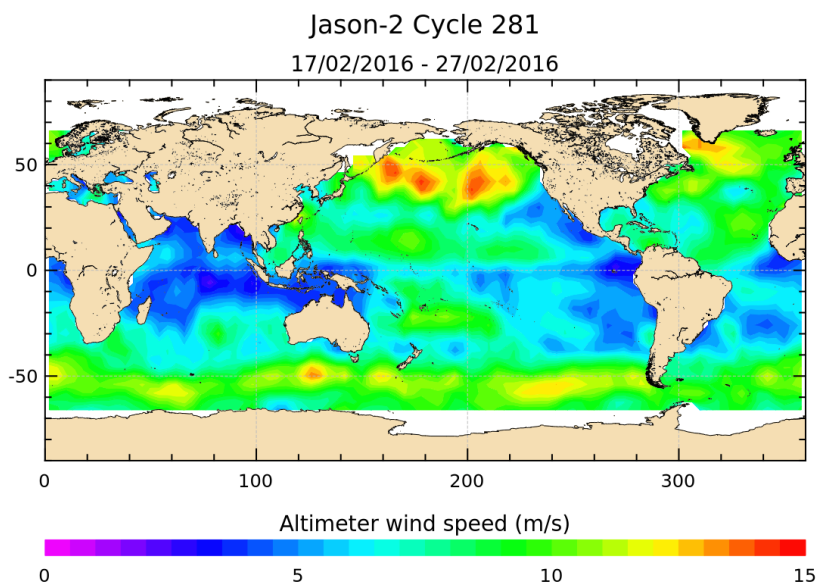 Jason-2 Cycle 281
17/02/2016 - 27/02/2016
50
0
-50
0 100 200 300
Altimeter wind speed (m/s)
0 5 10 15